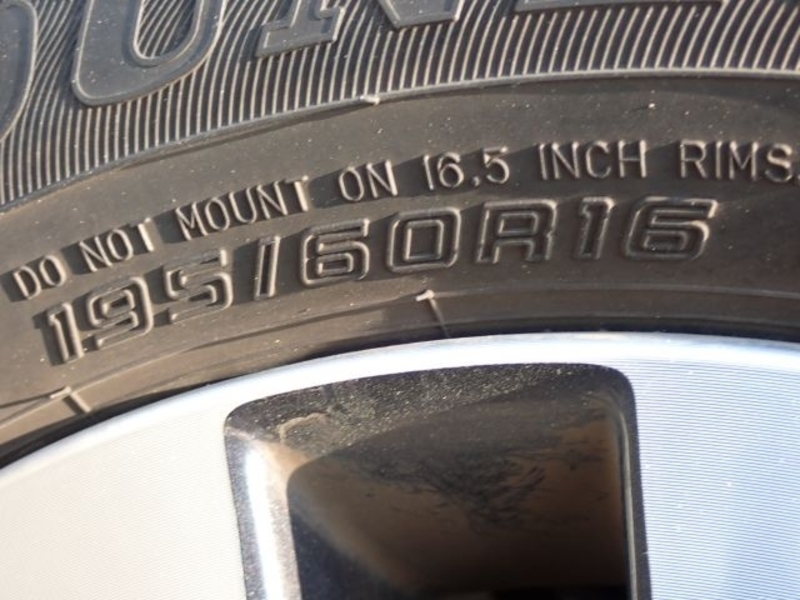 DO NOT MOUNT ON 16.5 INCH RIMS.
195/60R16